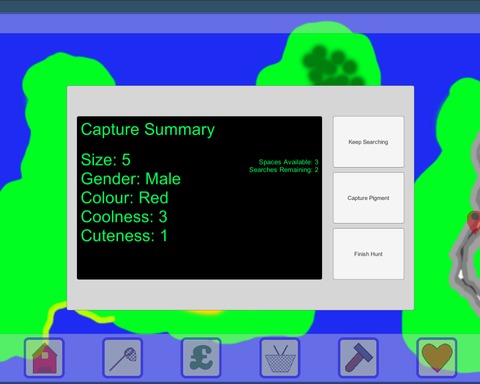 Capture Summary
Size: 5
Spaces Available: 3
Searches Remaining: 2
Gender: Male
Colour: Red
Coolness: 3
Cuteness: 1
Keep Searching
Capture Pigment
Finish Hunt
£